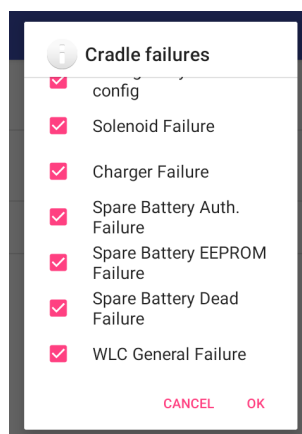 Cradle failures
config
Solenoid Failure
Charger Failure
Spare Battery Auth.
Failure
Spare Battery EEPROM
Failure
Spare Battery Dead
Failure
WLC General Failure
CANCEL OK